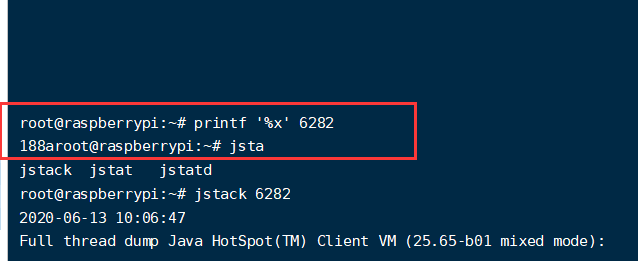 root@raspberrypi:~# printf '%x' 6282
188aroot@raspberrypi:~# jsta
jstack  jstat   jstatd
root@raspberrypi:~# jstack 6282
2020-06-13 10:06:47
Full thread dump Java HotSpot(TM) Client VM (25.65-b01 mixed mode):